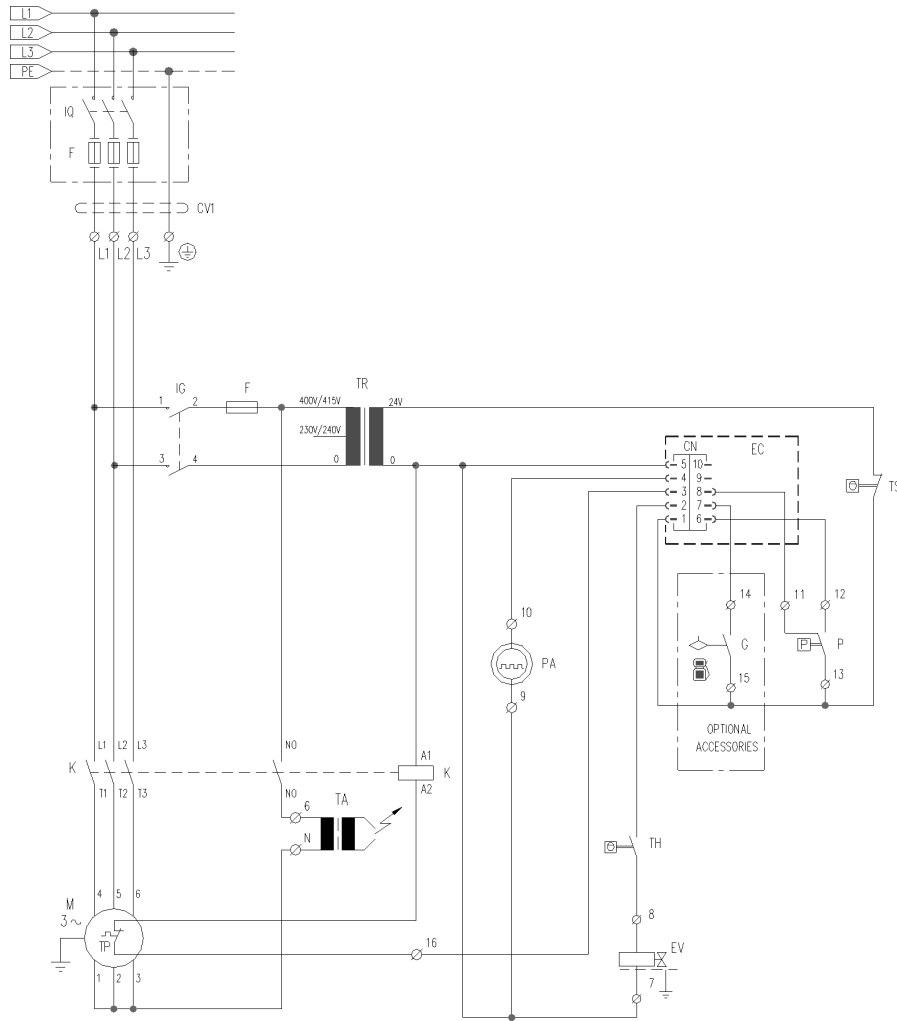 L1
L2
L3
PE
IQ
F
CV1
L1 L2 L3
IG
F
TR
1 2
400V/415V
24V
230V/240V
3 4
0
0
CN
EC
5 10
4 9
3 8
2 7
1 6
TS
14
11
12
10
G
P
P
PA
15
13
9
OPTIONAL
ACCESSORIES
L1 L2 L3
NO
A1
K
K
T1 T2 T3
NO
A2
TA
6
N
TH
M
3~
4 5 6
8
16
TP
EV
1 2 3
7